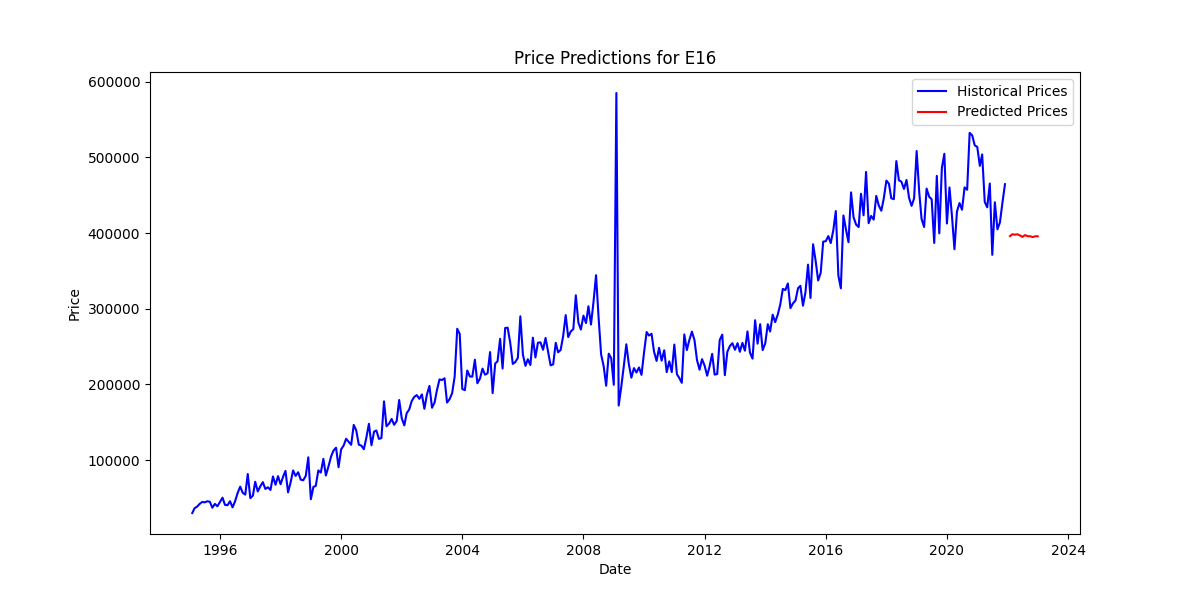 Price Predictions for E16
Historical Prices
Predicted Prices
Price
600000
500000
400000
300000
200000
100000
1996 2000 2004 2008 2012 2016 2020 2024
Date